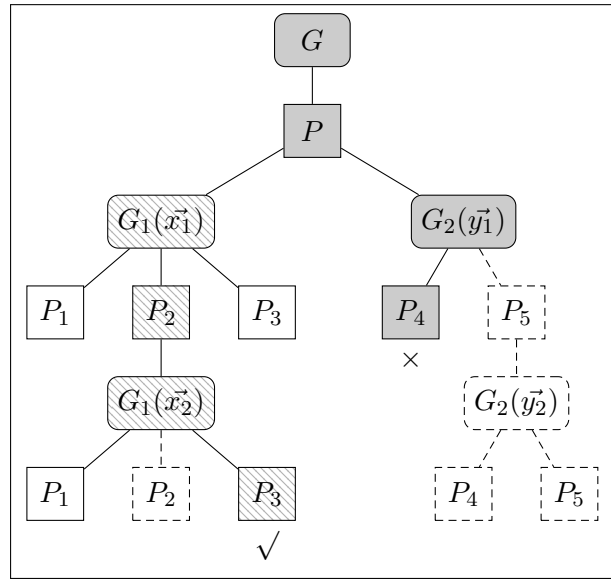 G
P
G₁(x⃗₁) G₂(y⃗₁)
P₁ P₂ P₃ P₄ P₅
×
G₁(x⃗₂) G₂(y⃗₂)
P₁ P₂ P₃ P₄ P₅
√